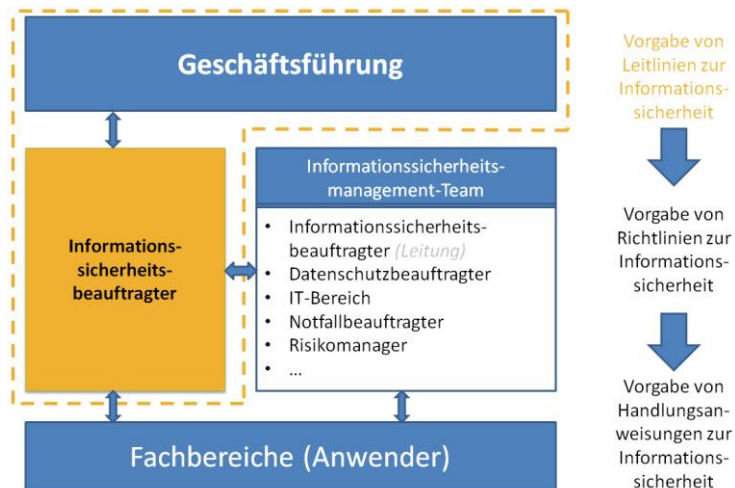 Geschäftsführung
Informations-
sicherheits-
beauftragter
Informationssicherheits-
management-Team
• Informationssicherheits-
beauftragter (Leitung)
• Datenschutzbeauftragter
• IT-Bereich
• Notfallbeauftragter
• Risikomanager
• ...
Fachbereiche (Anwender)
Vorgabe von
Leitlinien zur
Informations-
sicherheit
Vorgabe von
Richtlinien zur
Informations-
sicherheit
Vorgabe von
Handlungsan-
weisungen zur
Informations-
sicherheit